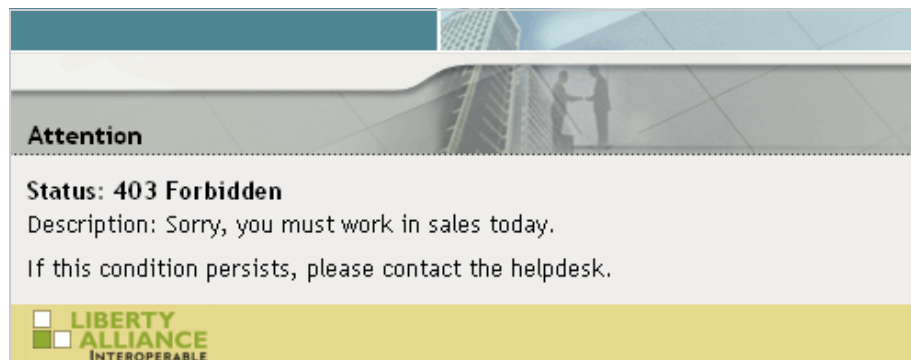 Attention
Status: 403 Forbidden
Description: Sorry, you must work in sales today.
If this condition persists, please contact the helpdesk.
LIBERTY
ALLIANCE
INTEROPERABLE